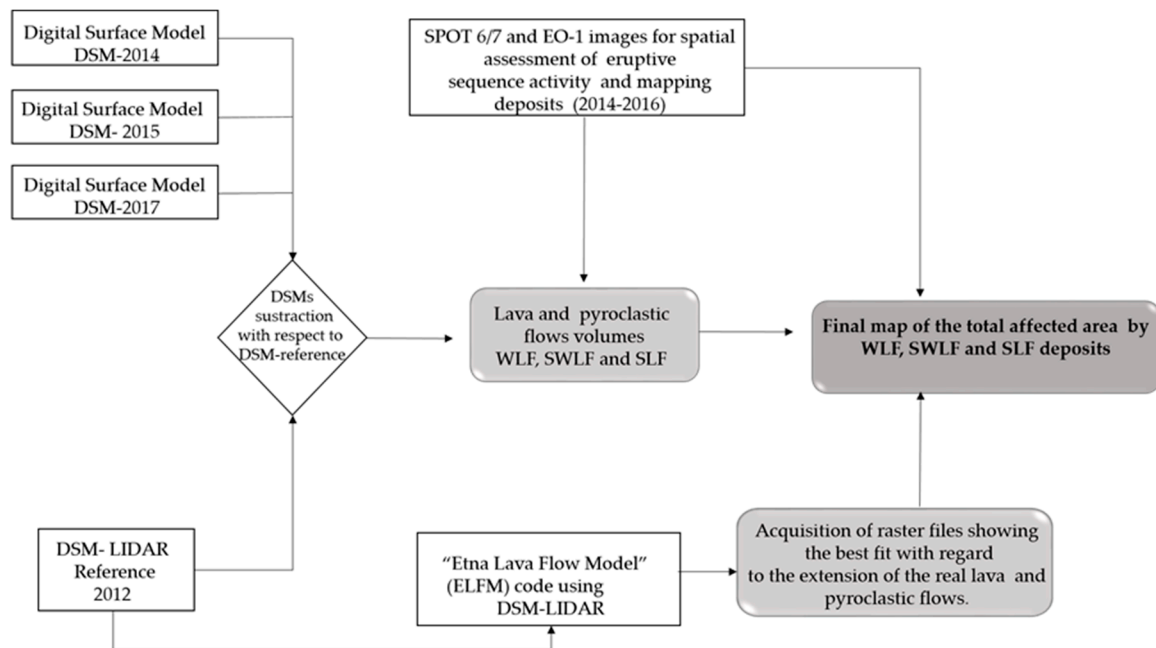 Digital Surface Model
DSM-2014
Digital Surface Model
DSM- 2015
Digital Surface Model
DSM-2017
SPOT 6/7 and EO-1 images for spatial
assessment of eruptive
sequence activity and mapping
deposits (2014-2016)
DSMs
sustraction
with respect to
DSM-reference
Lava and pyroclastic
flows volumes
WLF, SWLF and SLF
Final map of the total affected area by
WLF, SWLF and SLF deposits
DSM- LIDAR
Reference
2012
“Etna Lava Flow Model”
(ELFM) code using
DSM-LIDAR
Acquisition of raster files showing
the best fit with regard
to the extension of the real lava and
pyroclastic flows.